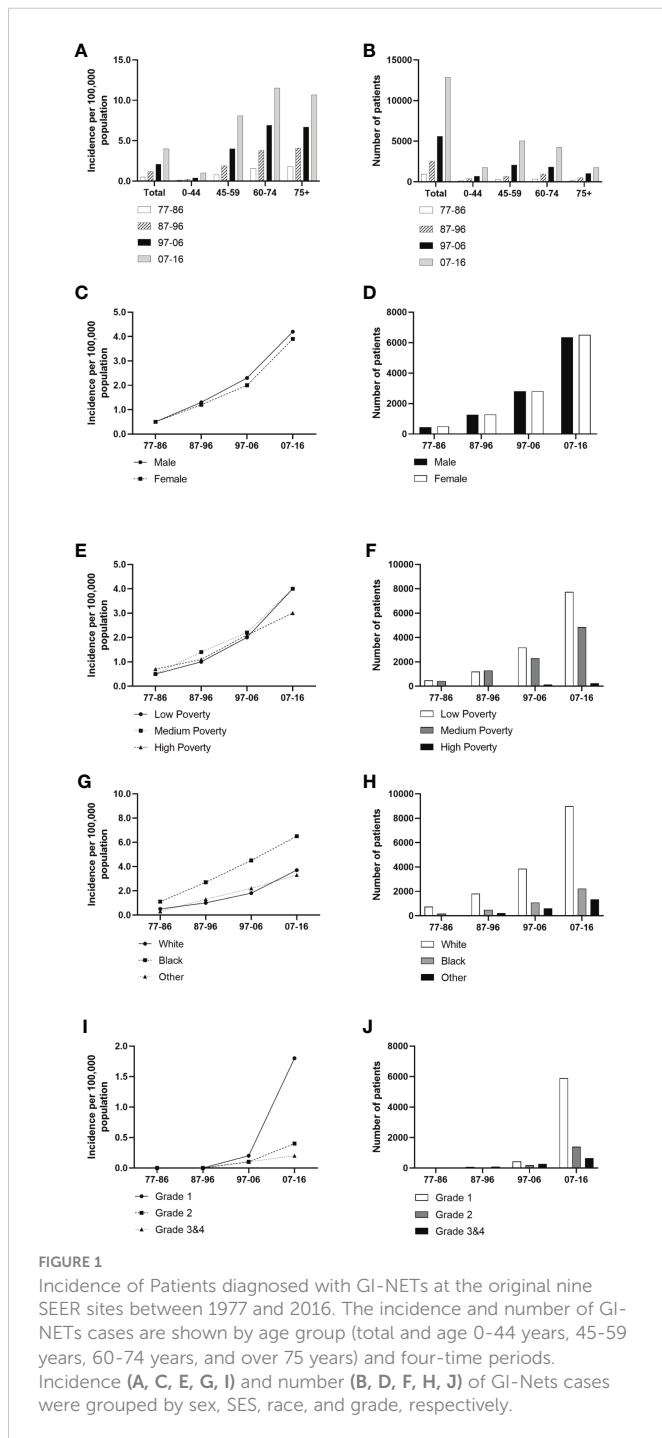 A
Incidence per 100,000
population
15.0
10.0
5.0
0.0
Total 0-44 45-59 60-74 75+
77-86
87-96
97-06
07-16
B
Number of patients
15000
10000
5000
0
Total 0-44 45-59 60-74 75+
77-86
87-96
97-06
07-16
C
Incidence per 100,000
population
5.0
4.0
3.0
2.0
1.0
0.0
77-86 87-96 97-06 07-16
Male
Female
D
Number of patients
8000
6000
4000
2000
0
77-86 87-96 97-06 07-16
Male
Female
E
Incidence per 100,000
population
5.0
4.0
3.0
2.0
1.0
0.0
77-86 87-96 97-06 07-16
Low Poverty
Medium Poverty
High Poverty
F
Number of patients
10000
8000
6000
4000
2000
0
77-86 87-96 97-06 07-16
Low Poverty
Medium Poverty
High Poverty
G
Incidence per 100,000
population
10.0
8.0
6.0
4.0
2.0
0.0
77-86 87-96 97-06 07-16
White
Black
Other
H
Number of patients
10000
8000
6000
4000
2000
0
77-86 87-96 97-06 07-16
White
Black
Other
I
Incidence per 100,000
population
2.0
1.5
1.0
0.5
0.0
77-86 87-96 97-06 07-16
Grade 1
Grade 2
Grade 3&4
J
Number of patients
8000
6000
4000
2000
0
77-86 87-96 97-06 07-16
Grade 1
Grade 2
Grade 3&4
FIGURE 1
Incidence of Patients diagnosed with GI-NETs at the original nine
SEER sites between 1977 and 2016. The incidence and number of GI-
NETs cases are shown by age group (total and age 0-44 years, 45-59
years, 60-74 years, and over 75 years) and four-time periods.
Incidence (A, C, E, G, I) and number (B, D, F, H, J) of GI-Nets cases
were grouped by sex, SES, race, and grade, respectively.